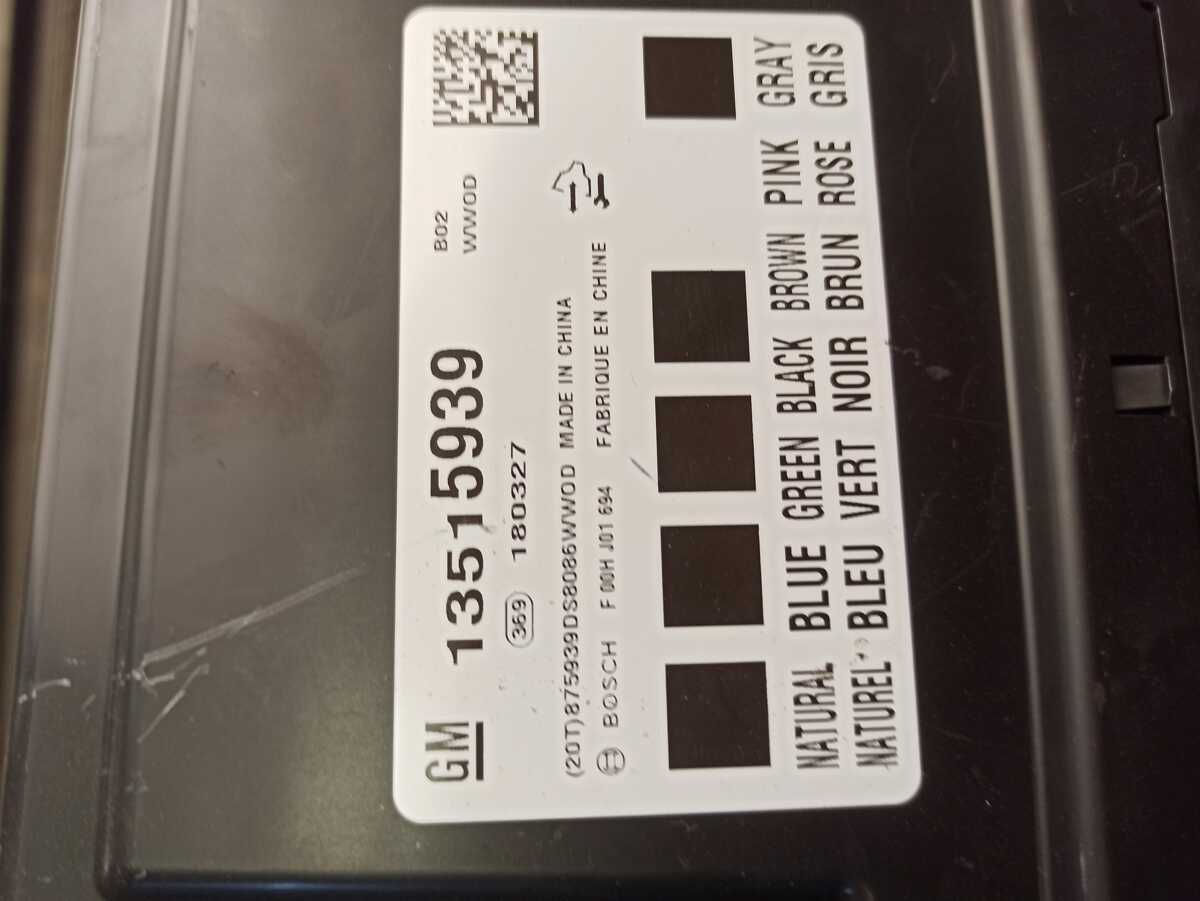 GM 13515939 B02
WWOD
369 180327
(20T)875939DS8086WWOD MADE IN CHINA
BOSCH F 00H J01 694 FABRIQUE EN CHINE
NATURAL BLUE GREEN BLACK BROWN PINK GRAY
NATUREL BLEU VERT NOIR BRUN ROSE GRIS